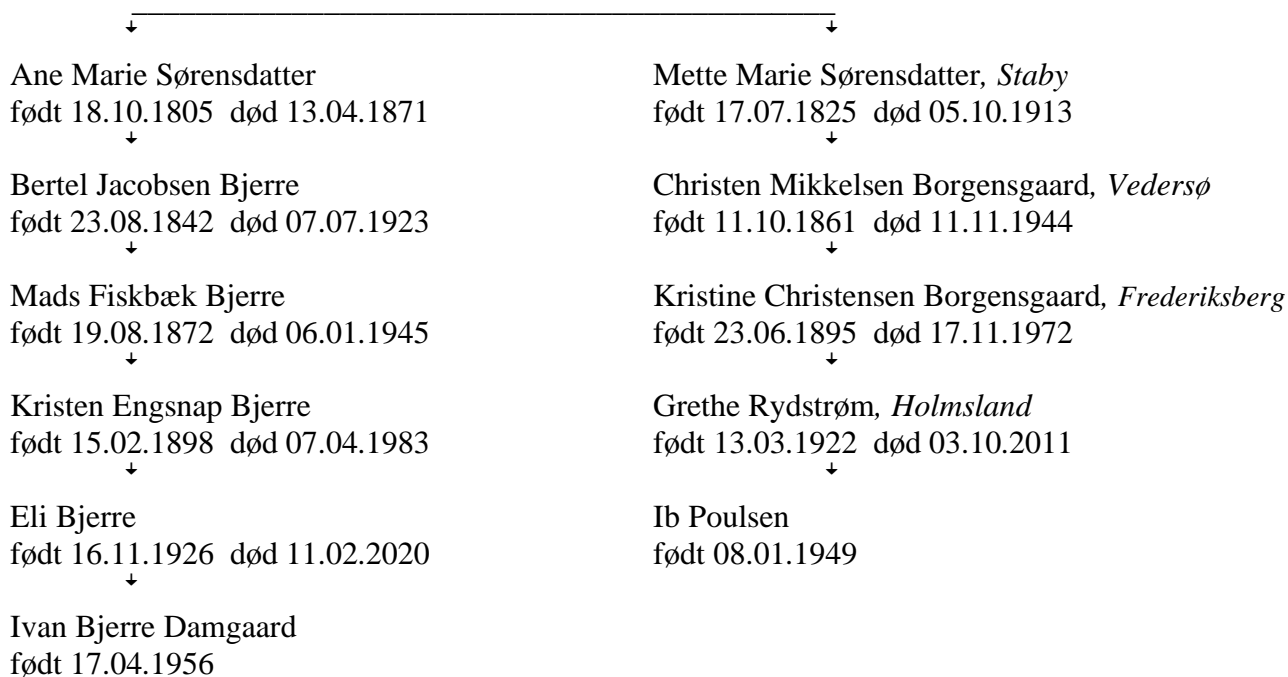 Ane Marie Sørensdatter
født 18.10.1805 død 13.04.1871
Bertel Jacobsen Bjerre
født 23.08.1842 død 07.07.1923
Mads Fiskbæk Bjerre
født 19.08.1872 død 06.01.1945
Kristen Engsnap Bjerre
født 15.02.1898 død 07.04.1983
Eli Bjerre
født 16.11.1926 død 11.02.2020
Ivan Bjerre Damgaard
født 17.04.1956
Mette Marie Sørensdatter, Staby
født 17.07.1825 død 05.10.1913
Christen Mikkelsen Borgensgaard, Vedersø
født 11.10.1861 død 11.11.1944
Kristine Christensen Borgensgaard, Frederiksberg
født 23.06.1895 død 17.11.1972
Grethe Rydstrøm, Holmsland
født 13.03.1922 død 03.10.2011
Ib Poulsen
født 08.01.1949